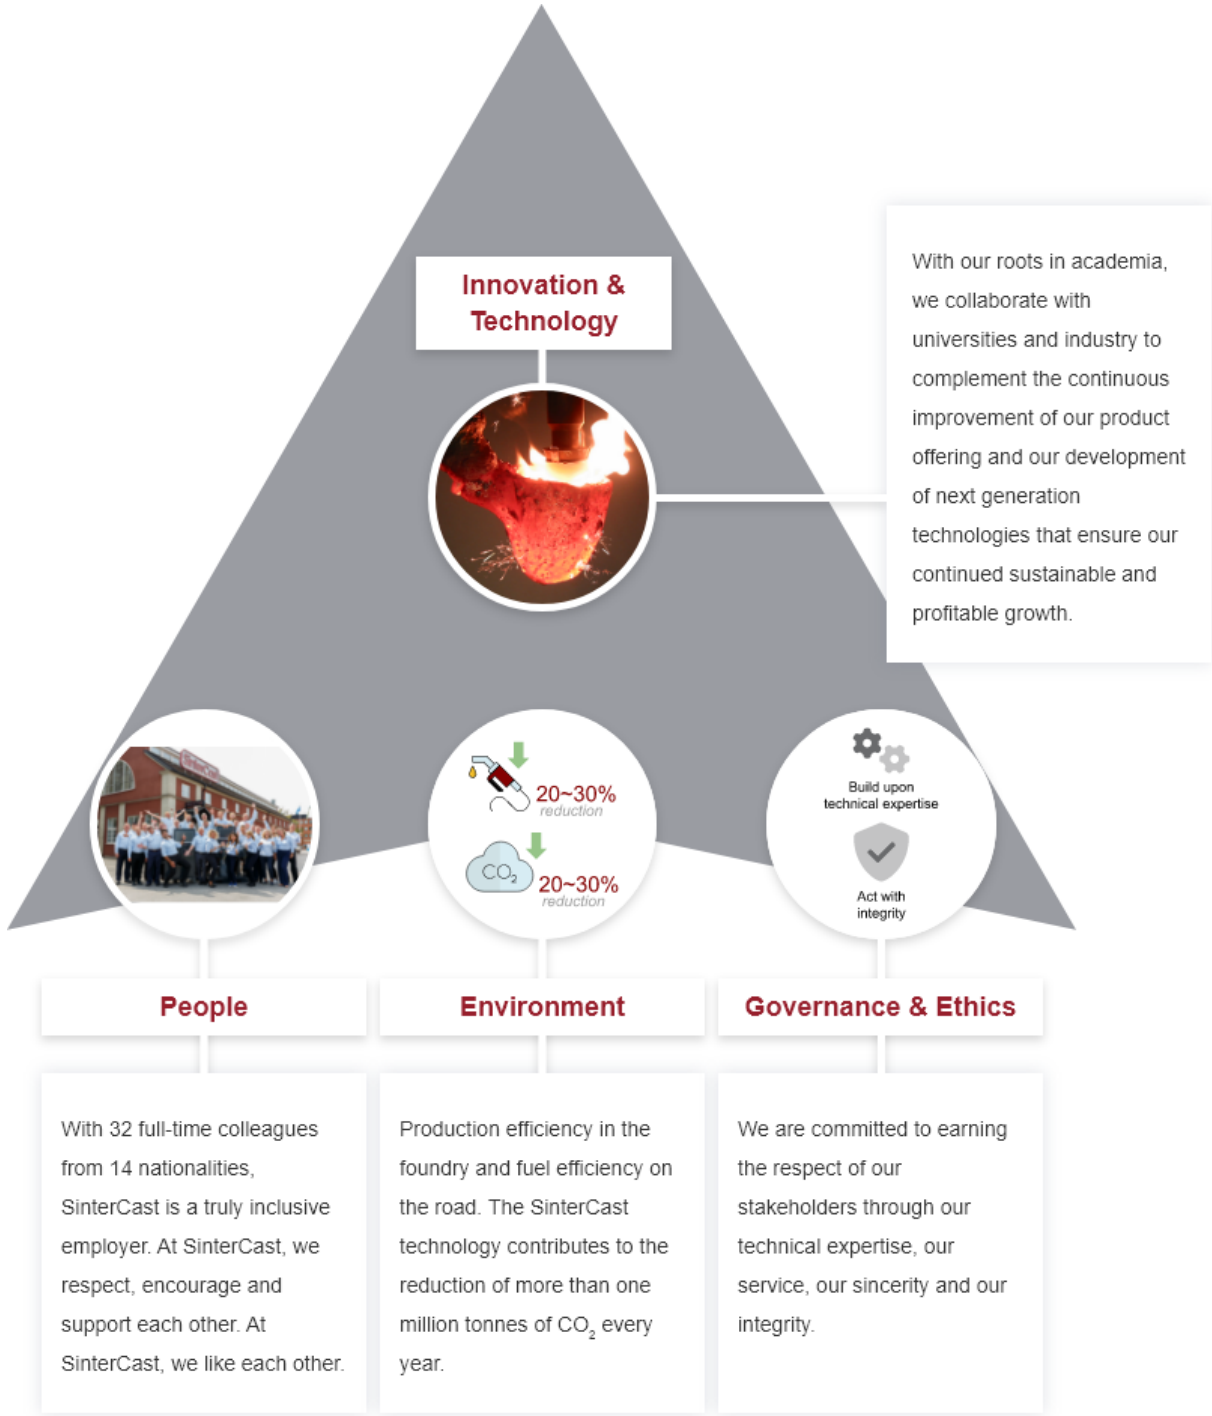 Innovation &
Technology
With our roots in academia,
we collaborate with
universities and industry to
complement the continuous
improvement of our product
offering and our development
of next generation
technologies that ensure our
continued sustainable and
profitable growth.
SinterCast
20~30%
reduction
CO₂
20~30%
reduction
Build upon
technical expertise
Act with
integrity
People
Environment
Governance & Ethics
With 32 full-time colleagues
from 14 nationalities,
SinterCast is a truly inclusive
employer. At SinterCast, we
respect, encourage and
support each other. At
SinterCast, we like each other.
Production efficiency in the
foundry and fuel efficiency on
the road. The SinterCast
technology contributes to the
reduction of more than one
million tonnes of CO₂ every
year.
We are committed to earning
the respect of our
stakeholders through our
technical expertise, our
service, our sincerity and our
integrity.